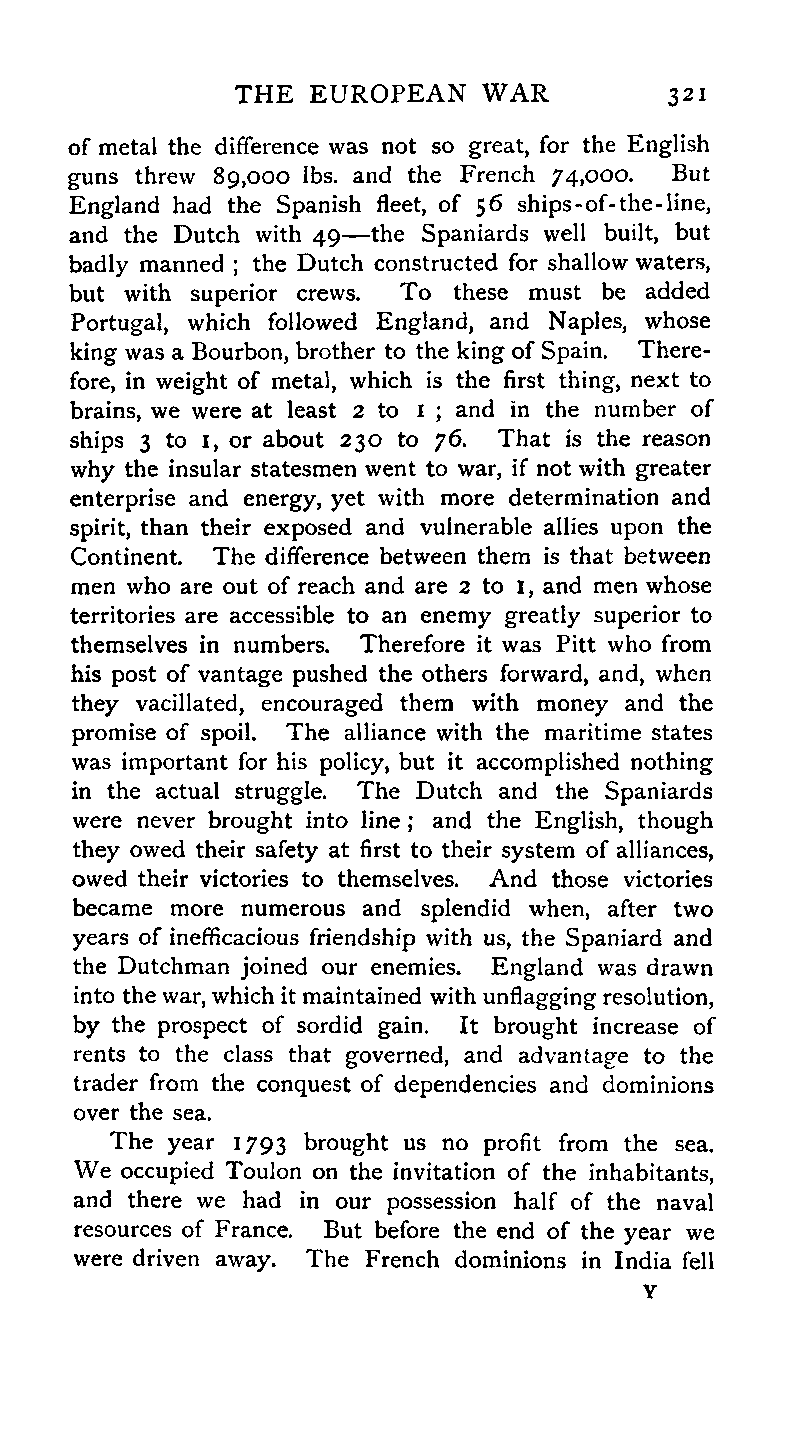 THE EUROPEAN WAR 321
of metal the difference was not so great, for the English
guns threw 89,000 lbs. and the French 74,000. But
England had the Spanish fleet, of 56 ships-of-the-line,
and the Dutch with 49—the Spaniards well built, but
badly manned ; the Dutch constructed for shallow waters,
but with superior crews. To these must be added
Portugal, which followed England, and Naples, whose
king was a Bourbon, brother to the king of Spain. There-
fore, in weight of metal, which is the first thing, next to
brains, we were at least 2 to 1 ; and in the number of
ships 3 to 1, or about 230 to 76. That is the reason
why the insular statesmen went to war, if not with greater
enterprise and energy, yet with more determination and
spirit, than their exposed and vulnerable allies upon the
Continent. The difference between them is that between
men who are out of reach and are 2 to 1, and men whose
territories are accessible to an enemy greatly superior to
themselves in numbers. Therefore it was Pitt who from
his post of vantage pushed the others forward, and, when
they vacillated, encouraged them with money and the
promise of spoil. The alliance with the maritime states
was important for his policy, but it accomplished nothing
in the actual struggle. The Dutch and the Spaniards
were never brought into line ; and the English, though
they owed their safety at first to their system of alliances,
owed their victories to themselves. And those victories
became more numerous and splendid when, after two
years of inefficacious friendship with us, the Spaniard and
the Dutchman joined our enemies. England was drawn
into the war, which it maintained with unflagging resolution,
by the prospect of sordid gain. It brought increase of
rents to the class that governed, and advantage to the
trader from the conquest of dependencies and dominions
over the sea.
The year 1793 brought us no profit from the sea.
We occupied Toulon on the invitation of the inhabitants,
and there we had in our possession half of the naval
resources of France. But before the end of the year we
were driven away. The French dominions in India fell
Y